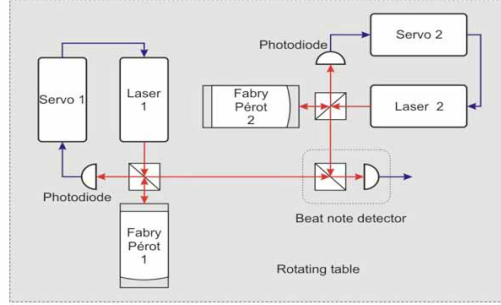 Photodiode
Servo 2
Servo 1
Laser
1
Fabry
Pérot
2
Laser 2
Photodiode
Beat note detector
Fabry
Pérot
1
Rotating table